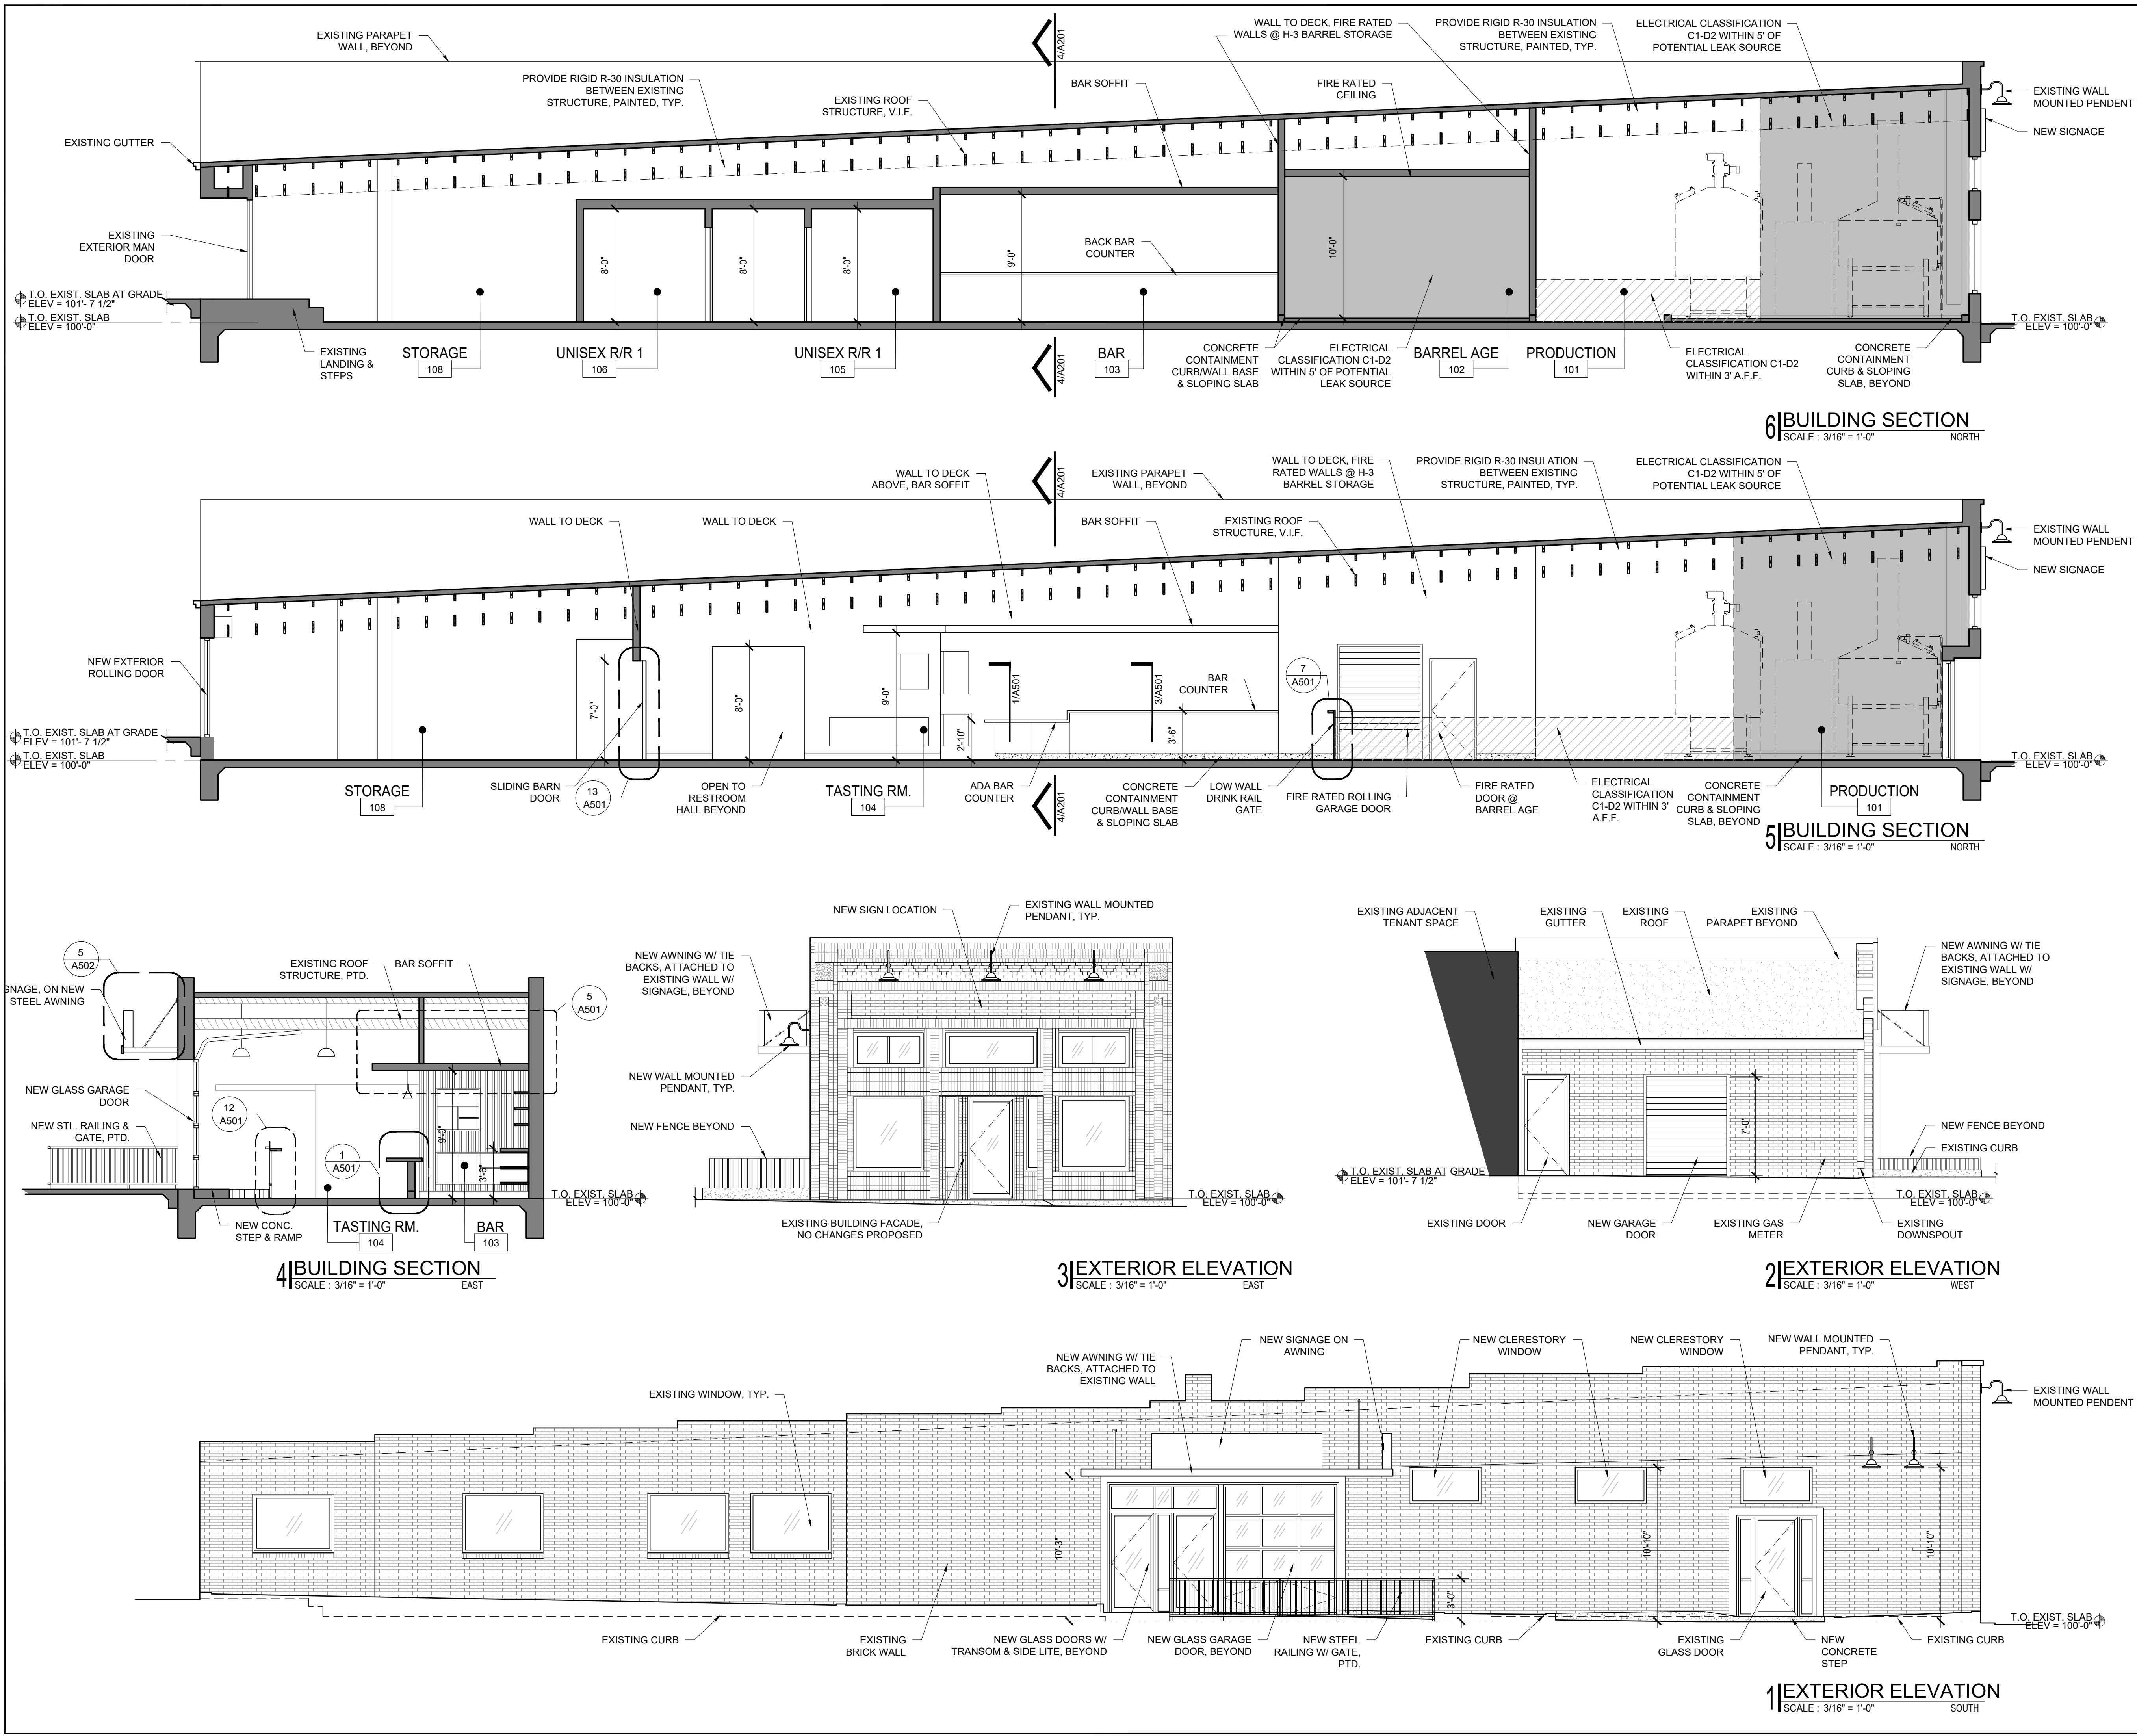 EXISTING PARAPET
WALL, BEYOND
PROVIDE RIGID R-30 INSULATION
BETWEEN EXISTING
STRUCTURE, PAINTED, TYP.
EXISTING ROOF
STRUCTURE, V.I.F.
4/A201
BAR SOFFIT
WALL TO DECK, FIRE RATED
WALLS @ H-3 BARREL STORAGE
FIRE RATED
CEILING
PROVIDE RIGID R-30 INSULATION
BETWEEN EXISTING
STRUCTURE, PAINTED, TYP.
ELECTRICAL CLASSIFICATION
C1-D2 WITHIN 5' OF
POTENTIAL LEAK SOURCE
EXISTING WALL
MOUNTED PENDENT
NEW SIGNAGE
EXISTING GUTTER
EXISTING
EXTERIOR MAN
DOOR
BACK BAR
COUNTER
8'-0"
8'-0"
8'-0"
9'-0"
10'-0"
T.O. EXIST. SLAB AT GRADE
ELEV = 101'- 7 1/2"
T.O. EXIST. SLAB
ELEV = 100'-0"
T.O. EXIST. SLAB
ELEV = 100'-0"
EXISTING
LANDING &
STEPS
STORAGE
108
UNISEX R/R 1
106
UNISEX R/R 1
105
4/A201
BAR
103
CONCRETE
CONTAINMENT
CURB/WALL BASE
& SLOPING SLAB
ELECTRICAL
CLASSIFICATION C1-D2
WITHIN 5' OF POTENTIAL
LEAK SOURCE
BARREL AGE
102
PRODUCTION
101
ELECTRICAL
CLASSIFICATION C1-D2
WITHIN 3' A.F.F.
CONCRETE
CONTAINMENT
CURB & SLOPING
SLAB, BEYOND
6 BUILDING SECTION
SCALE : 3/16" = 1'-0" NORTH
WALL TO DECK
WALL TO DECK
WALL TO DECK
ABOVE, BAR SOFFIT
4/A201
EXISTING PARAPET
WALL, BEYOND
BAR SOFFIT
EXISTING ROOF
STRUCTURE, V.I.F.
WALL TO DECK, FIRE
RATED WALLS @ H-3
BARREL STORAGE
PROVIDE RIGID R-30 INSULATION
BETWEEN EXISTING
STRUCTURE, PAINTED, TYP.
ELECTRICAL CLASSIFICATION
C1-D2 WITHIN 5' OF
POTENTIAL LEAK SOURCE
EXISTING WALL
MOUNTED PENDENT
NEW SIGNAGE
NEW EXTERIOR
ROLLING DOOR
7'-0"
8'-0"
9'-0"
2'-10"
1/A501
3/A501
3'-6"
BAR
COUNTER
7
A501
T.O. EXIST. SLAB AT GRADE
ELEV = 101'- 7 1/2"
T.O. EXIST. SLAB
ELEV = 100'-0"
T.O. EXIST. SLAB
ELEV = 100'-0"
STORAGE
108
SLIDING BARN
DOOR
13
A501
OPEN TO
RESTROOM
HALL BEYOND
TASTING RM.
104
ADA BAR
COUNTER
4/A201
CONCRETE
CONTAINMENT
CURB/WALL BASE
& SLOPING SLAB
LOW WALL
DRINK RAIL
GATE
FIRE RATED ROLLING
GARAGE DOOR
FIRE RATED
DOOR @
BARREL AGE
ELECTRICAL
CLASSIFICATION
C1-D2 WITHIN 3'
A.F.F.
CONCRETE
CONTAINMENT
CURB & SLOPING
SLAB, BEYOND
PRODUCTION
101
5 BUILDING SECTION
SCALE : 3/16" = 1'-0" NORTH
5
A502
GNAGE, ON NEW
STEEL AWNING
EXISTING ROOF
STRUCTURE, PTD.
BAR SOFFIT
5
A501
NEW GLASS GARAGE
DOOR
NEW STL. RAILING &
GATE, PTD.
12
A501
1
A501
9'-0"
3'-6"
T.O. EXIST. SLAB
ELEV = 100'-0"
NEW CONC.
STEP & RAMP
TASTING RM.
104
BAR
103
4 BUILDING SECTION
SCALE : 3/16" = 1'-0" EAST
NEW SIGN LOCATION
EXISTING WALL MOUNTED
PENDANT, TYP.
NEW AWNING W/ TIE
BACKS, ATTACHED TO
EXISTING WALL W/
SIGNAGE, BEYOND
NEW WALL MOUNTED
PENDANT, TYP.
NEW FENCE BEYOND
T.O. EXIST. SLAB
ELEV = 100'-0"
EXISTING BUILDING FACADE,
NO CHANGES PROPOSED
3 EXTERIOR ELEVATION
SCALE : 3/16" = 1'-0" EAST
EXISTING ADJACENT
TENANT SPACE
EXISTING
GUTTER
EXISTING
ROOF
EXISTING
PARAPET BEYOND
NEW AWNING W/ TIE
BACKS, ATTACHED TO
EXISTING WALL W/
SIGNAGE, BEYOND
7'-0"
NEW FENCE BEYOND
EXISTING CURB
T.O. EXIST. SLAB AT GRADE
ELEV = 101'- 7 1/2"
T.O. EXIST. SLAB
ELEV = 100'-0"
EXISTING DOOR
NEW GARAGE
DOOR
EXISTING GAS
METER
EXISTING
DOWNSPOUT
2 EXTERIOR ELEVATION
SCALE : 3/16" = 1'-0" WEST
EXISTING WINDOW, TYP.
NEW AWNING W/ TIE
BACKS, ATTACHED TO
EXISTING WALL
NEW SIGNAGE ON
AWNING
NEW CLERESTORY
WINDOW
NEW CLERESTORY
WINDOW
NEW WALL MOUNTED
PENDANT, TYP.
EXISTING WALL
MOUNTED PENDENT
10'-3"
3'-0"
10'-10"
10'-10"
T.O. EXIST. SLAB
ELEV = 100'-0"
EXISTING CURB
EXISTING
BRICK WALL
NEW GLASS DOORS W/
TRANSOM & SIDE LITE, BEYOND
NEW GLASS GARAGE
DOOR, BEYOND
NEW STEEL
RAILING W/ GATE,
PTD.
EXISTING CURB
EXISTING
GLASS DOOR
NEW
CONCRETE
STEP
EXISTING CURB
1 EXTERIOR ELEVATION
SCALE : 3/16" = 1'-0" SOUTH